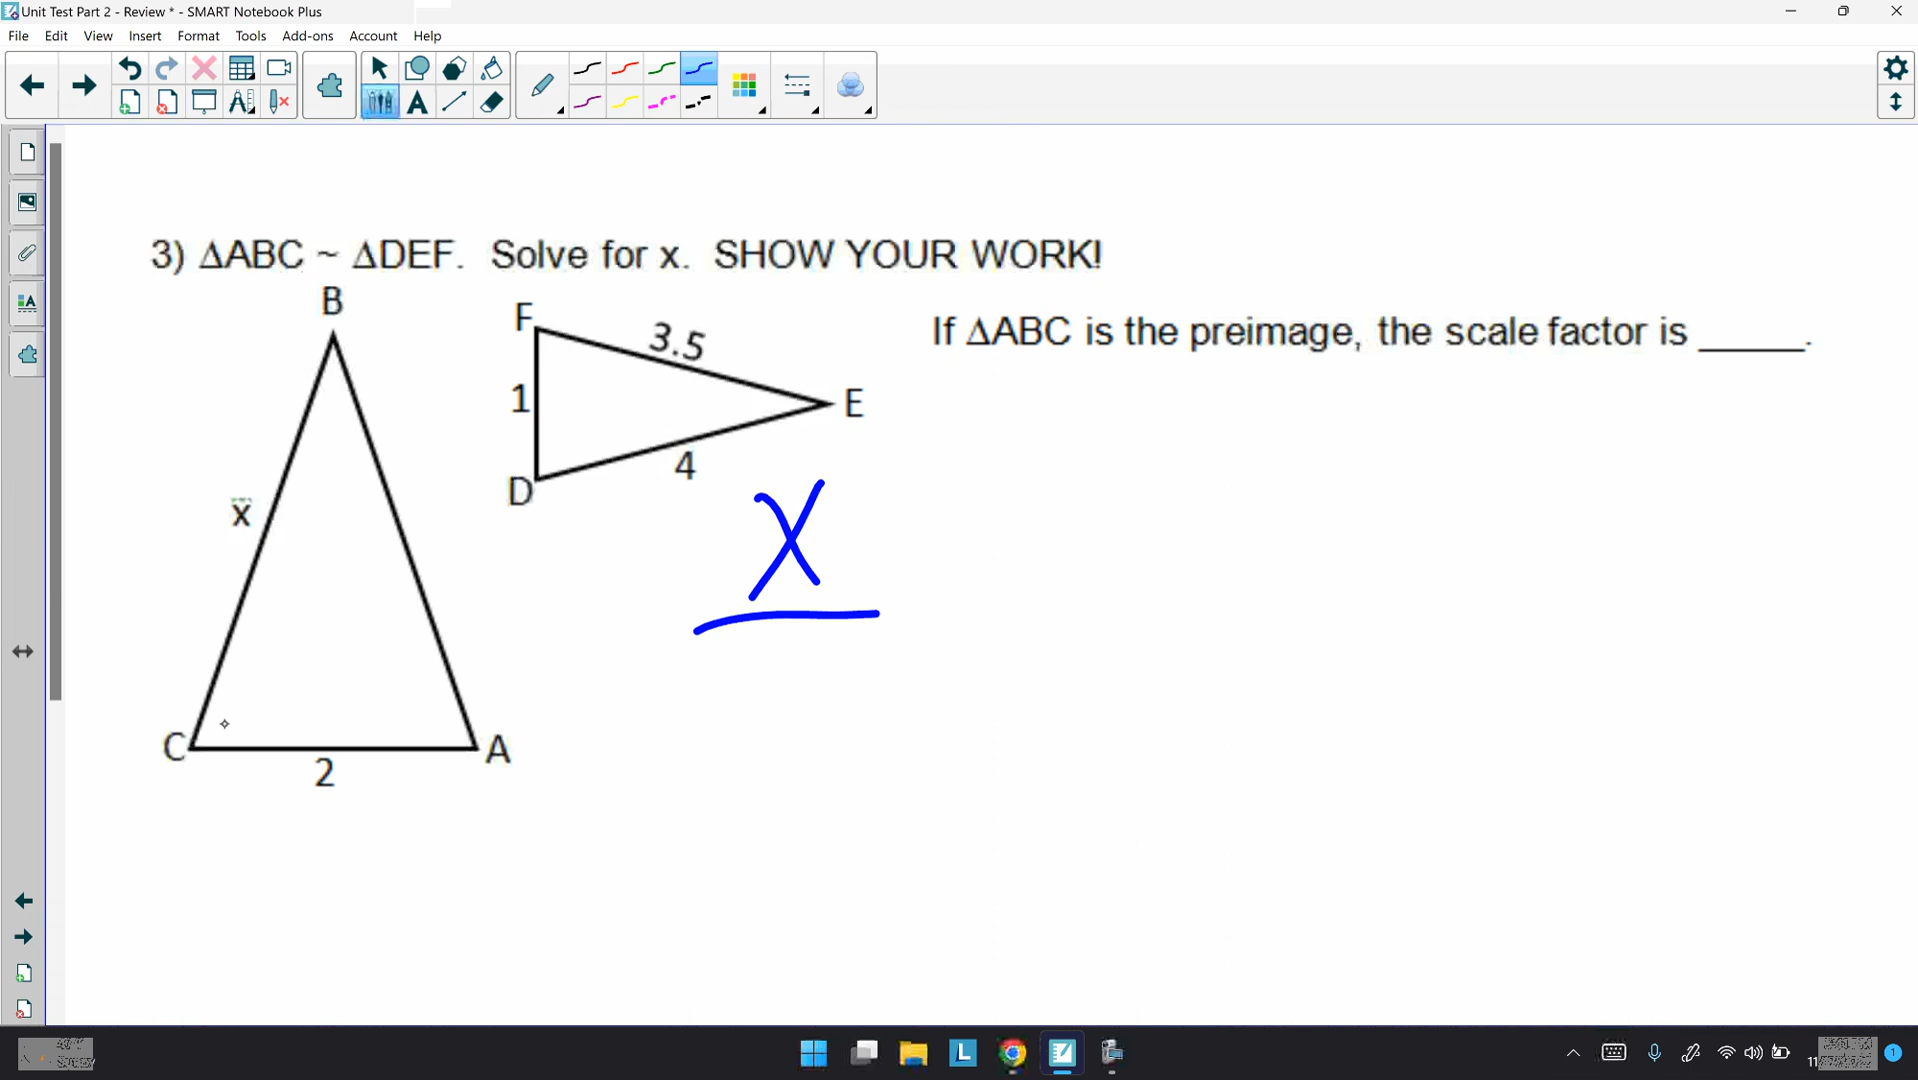 Unit Test Part 2 - Review * - SMART Notebook Plus
File Edit View Insert Format Tools Add-ons Account Help
3) ΔABC ~ ΔDEF. Solve for x. SHOW YOUR WORK!
If ΔABC is the preimage, the scale factor is _____.
B
F
3.5
1
E
4
D
x
X
C
A
2
L
11
1